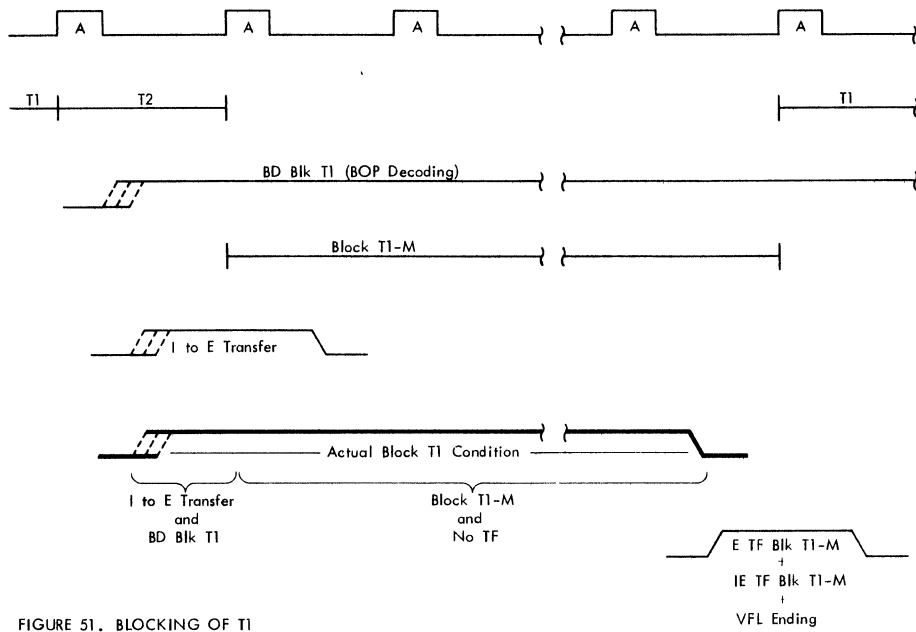 A A A A A
T1 T2 T1
BD Blk T1 (BOP Decoding)
Block T1-M
I to E Transfer
Actual Block T1 Condition
I to E Transfer
and
BD Blk T1
Block T1-M
and
No TF
E TF Blk T1-M
+
IE TF Blk T1-M
+
VFL Ending
FIGURE 51. BLOCKING OF T1